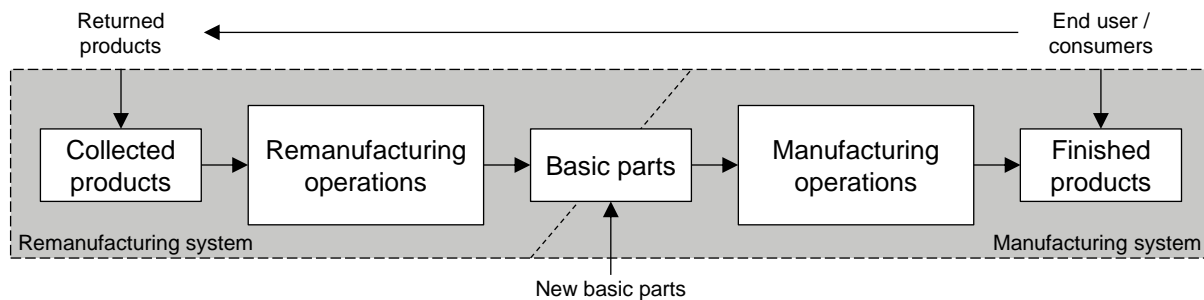 Returned
products
End user /
consumers
Collected
products
Remanufacturing
operations
Basic parts
Manufacturing
operations
Finished
products
Remanufacturing system
Manufacturing system
New basic parts